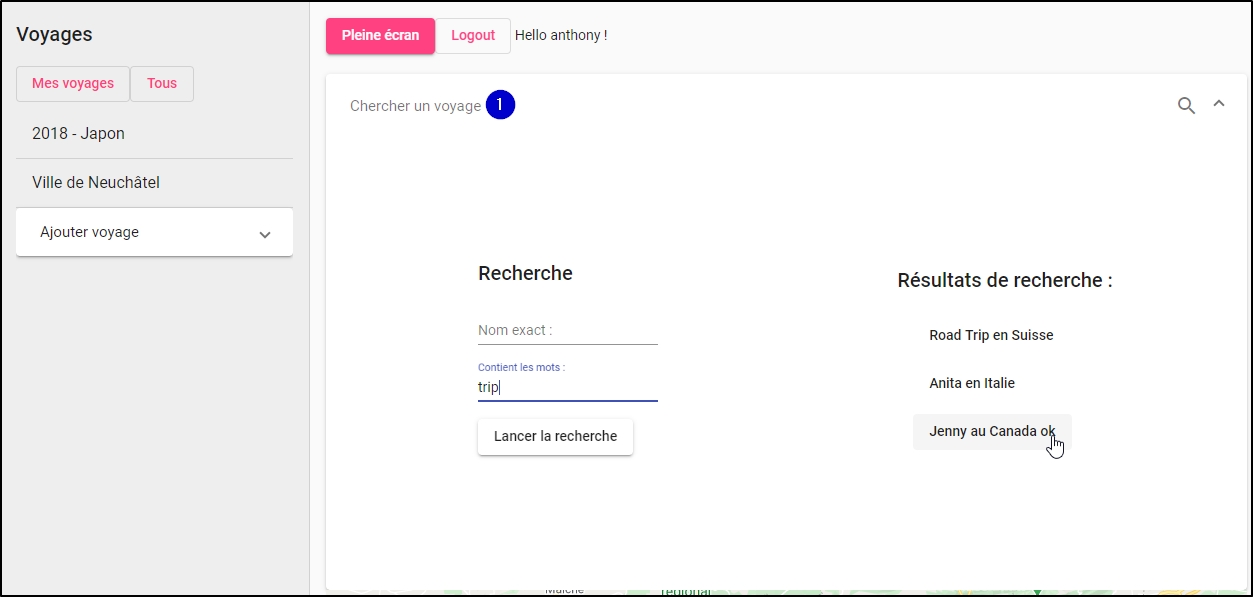 Voyages
Mes voyages
Tous
2018 - Japon
Ville de Neuchâtel
Ajouter voyage
Pleine écran
Logout
Hello anthony !
Chercher un voyage
1
Recherche
Nom exact :
Contient les mots :
trip
Lancer la recherche
Résultats de recherche :
Road Trip en Suisse
Anita en Italie
Jenny au Canada ok
régional